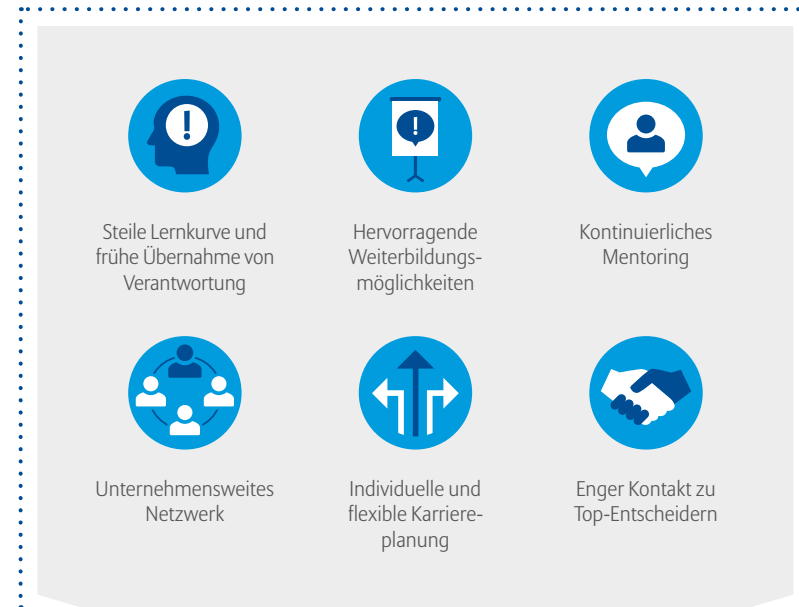 Steile Lernkurve und
frühe Übernahme von
Verantwortung
Hervorragende
Weiterbildungs-
möglichkeiten
Kontinuierliches
Mentoring
Unternehmensweites
Netzwerk
Individuelle und
flexible Karriere-
planung
Enger Kontakt zu
Top-Entscheidern